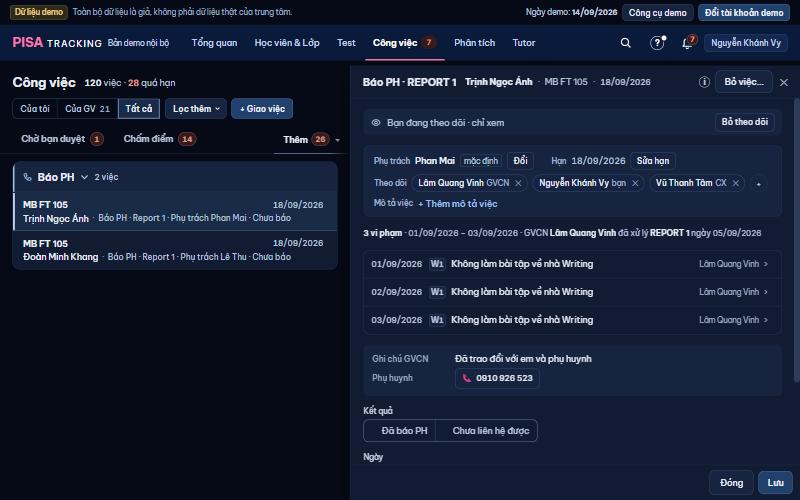 Dữ liệu demo Toàn bộ dữ liệu là giả, không phải dữ liệu thật của trung tâm.
Ngày demo: 14/09/2026 Công cụ demo Đổi tài khoản demo
PISA TRACKING Bản demo nội bộ Tổng quan Học viên & Lớp Test Công việc 7 Phân tích Tutor ? 7 Nguyễn Khánh Vy
Công việc 120 việc · 28 quá hạn
Của tôi Của GV 21 Tất cả Lọc thêm + Giao việc
Chờ bạn duyệt 1 Chấm điểm 14 Thêm 26
Báo PH 2 việc
MB FT 105 18/09/2026
Trịnh Ngọc Ánh · Báo PH · Report 1 · Phụ trách Phan Mai · Chưa báo
MB FT 105 18/09/2026
Đoàn Minh Khang · Báo PH · Report 1 · Phụ trách Lê Thu · Chưa báo
Báo PH · REPORT 1 Trịnh Ngọc Ánh · MB FT 105 · 18/09/2026 Bỏ việc...
Bạn đang theo dõi · chỉ xem Bỏ theo dõi
Phụ trách Phan Mai mặc định Đổi Hạn 18/09/2026 Sửa hạn
Theo dõi Lâm Quang Vinh GVCN × Nguyễn Khánh Vy bạn × Vũ Thanh Tâm CX × +
Mô tả việc + Thêm mô tả việc
3 vi phạm · 01/09/2026 – 03/09/2026 · GVCN Lâm Quang Vinh đã xử lý REPORT 1 ngày 05/09/2026
01/09/2026 W1 Không làm bài tập về nhà Writing Lâm Quang Vinh ›
02/09/2026 W1 Không làm bài tập về nhà Writing Lâm Quang Vinh ›
03/09/2026 W1 Không làm bài tập về nhà Writing Lâm Quang Vinh ›
Ghi chú GVCN Đã trao đổi với em và phụ huynh
Phụ huynh 0910 926 523
Kết quả
Đã báo PH Chưa liên hệ được
Ngày
Đóng Lưu